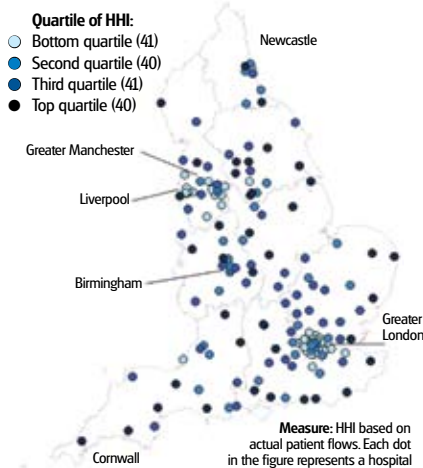 Quartile of HHI:
Bottom quartile (41)
Second quartile (40)
Third quartile (41)
Top quartile (40)
Newcastle
Greater Manchester
Liverpool
Birmingham
Greater
London
Cornwall
Measure: HHI based on
actual patient flows. Each dot
in the figure represents a hospital